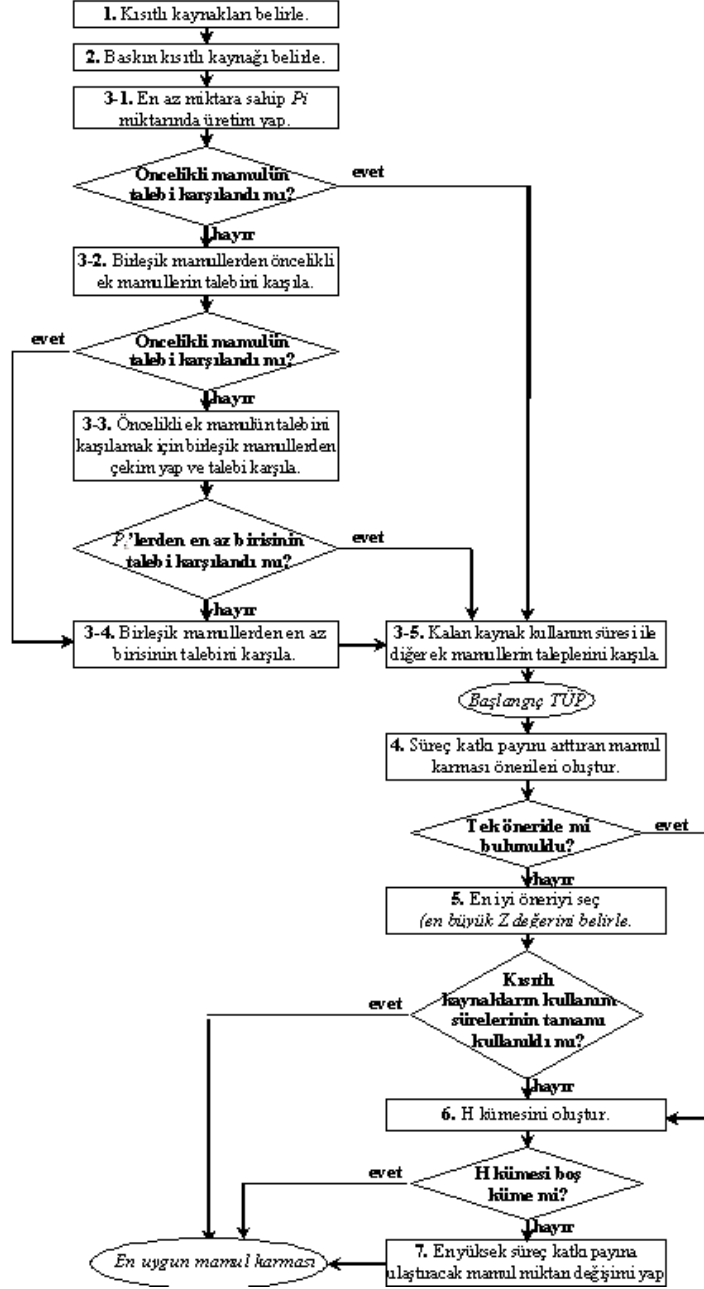 1. Kısıtlı kaynakları belirle.
2. Baskın kısıtlı kaynağı belirle.
3-1. En az miktara sahip Pi
miktarında üretim yap.
Öncelikli mamulün
talebi karşılandı mı?
evet
hayır
3-2. Birleşik mamullerden öncelikli
ek mamullerin talebini karşıla.
evet
Öncelikli mamulün
talebi karşılandı mı?
hayır
3-3. Öncelikli ek mamulün talebini
karşılamak için birleşik mamullerden
çekim yap ve talebi karşıla.
Pi'lerden en az birisinin
talebi karşılandı mı?
evet
hayır
3-4. Birleşik mamullerden en az
birisinin talebini karşıla.
3-5. Kalan kaynak kullanım süresi ile
diğer ek mamullerin taleplerini karşıla.
Başlangıç TÜP
4. Süreç katkı payını arttıran mamul
karması önerileri oluştur.
Tek öneride mi
bulunuldu?
evet
hayır
5. En iyi öneriyi seç
(en büyük Z değerini belirle.
Kısıtlı
kaynakların kullanım
sürelerinin tamamı
kullanıldı mı?
evet
hayır
6. H kümesini oluştur.
H kümesi boş
küme mi?
evet
hayır
7. En yüksek süreç katkı payına
ulaştıracak mamul miktarı değişimi yap
En uygun mamul karması